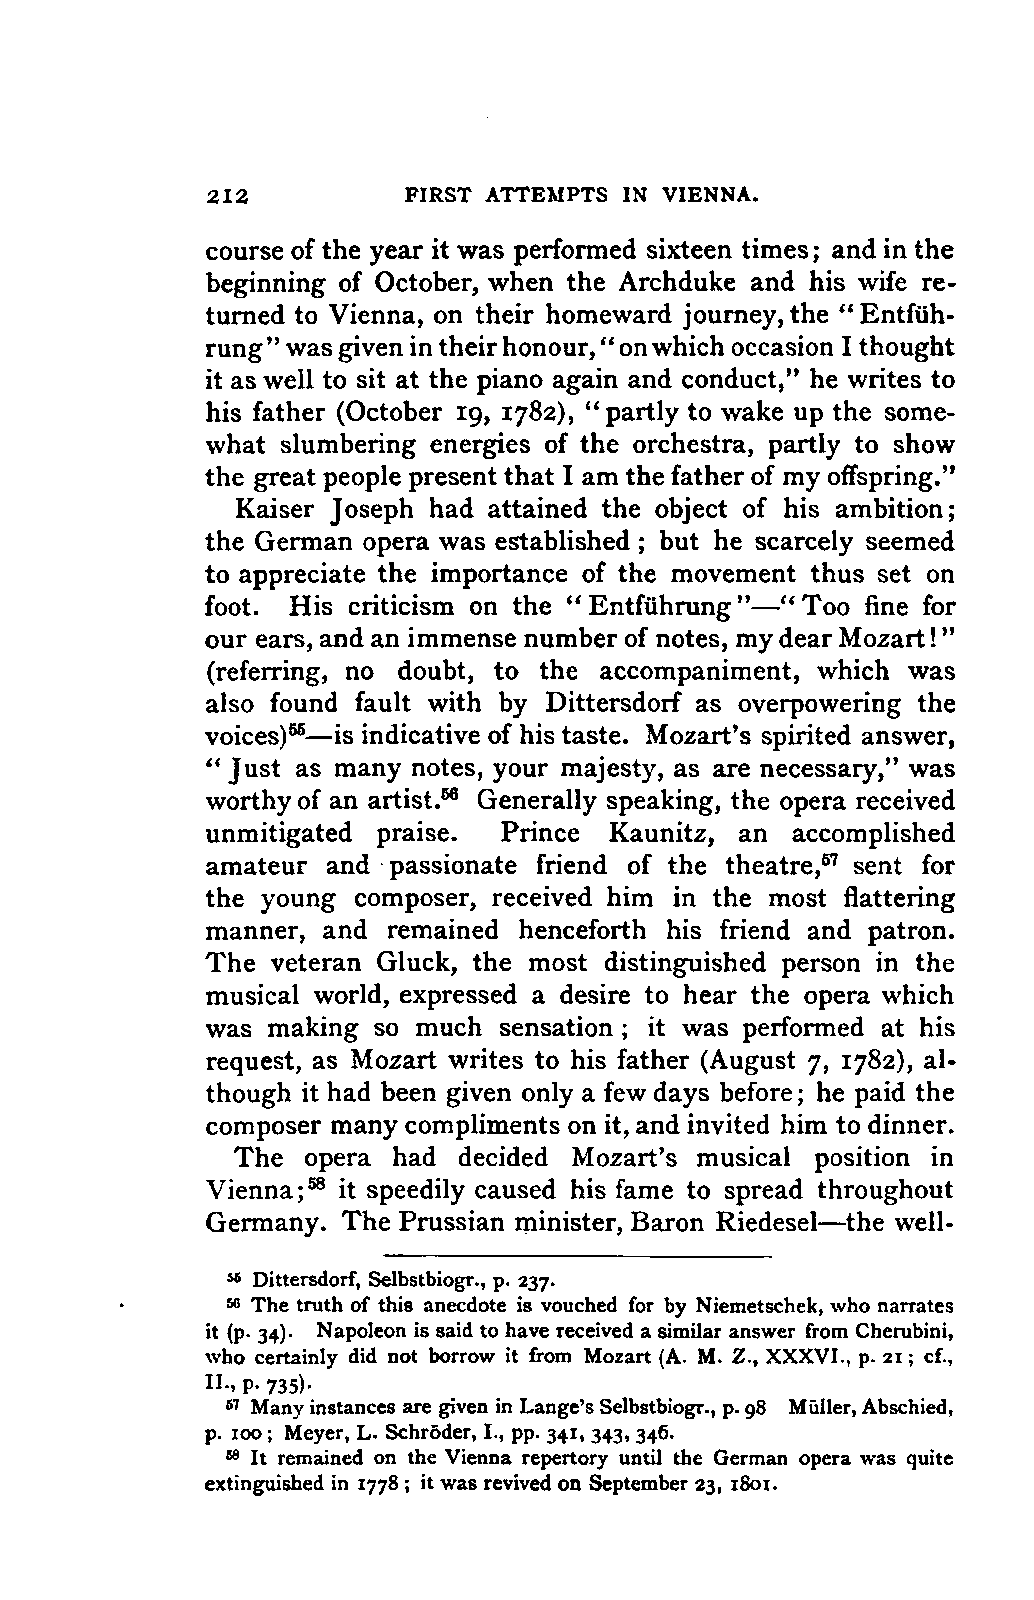 212 FIRST ATTEMPTS IN VIENNA.
course of the year it was performed sixteen times; and in the
beginning of October, when the Archduke and his wife re-
turned to Vienna, on their homeward journey, the "Entfüh-
rung" was given in their honour, "on which occasion I thought
it as well to sit at the piano again and conduct," he writes to
his father (October 19, 1782), "partly to wake up the some-
what slumbering energies of the orchestra, partly to show
the great people present that I am the father of my offspring."
Kaiser Joseph had attained the object of his ambition;
the German opera was established; but he scarcely seemed
to appreciate the importance of the movement thus set on
foot. His criticism on the "Entführung"—"Too fine for
our ears, and an immense number of notes, my dear Mozart!"
(referring, no doubt, to the accompaniment, which was
also found fault with by Dittersdorf as overpowering the
voices)⁵⁵—is indicative of his taste. Mozart's spirited answer,
"Just as many notes, your majesty, as are necessary," was
worthy of an artist.⁵⁶ Generally speaking, the opera received
unmitigated praise. Prince Kaunitz, an accomplished
amateur and passionate friend of the theatre,⁵⁷ sent for
the young composer, received him in the most flattering
manner, and remained henceforth his friend and patron.
The veteran Gluck, the most distinguished person in the
musical world, expressed a desire to hear the opera which
was making so much sensation; it was performed at his
request, as Mozart writes to his father (August 7, 1782), al-
though it had been given only a few days before; he paid the
composer many compliments on it, and invited him to dinner.
The opera had decided Mozart's musical position in
Vienna;⁵⁸ it speedily caused his fame to spread throughout
Germany. The Prussian minister, Baron Riedesel—the well-
⁵⁵ Dittersdorf, Selbstbiogr., p. 237.
⁵⁶ The truth of this anecdote is vouched for by Niemetschek, who narrates
it (p. 34). Napoleon is said to have received a similar answer from Cherubini,
who certainly did not borrow it from Mozart (A. M. Z., XXXVI., p. 21; cf.,
II., p. 735).
⁵⁷ Many instances are given in Lange's Selbstbiogr., p. 98 Müller, Abschied,
p. 100; Meyer, L. Schröder, I., pp. 341, 343, 346.
⁵⁸ It remained on the Vienna repertory until the German opera was quite
extinguished in 1778; it was revived on September 23, 1801.